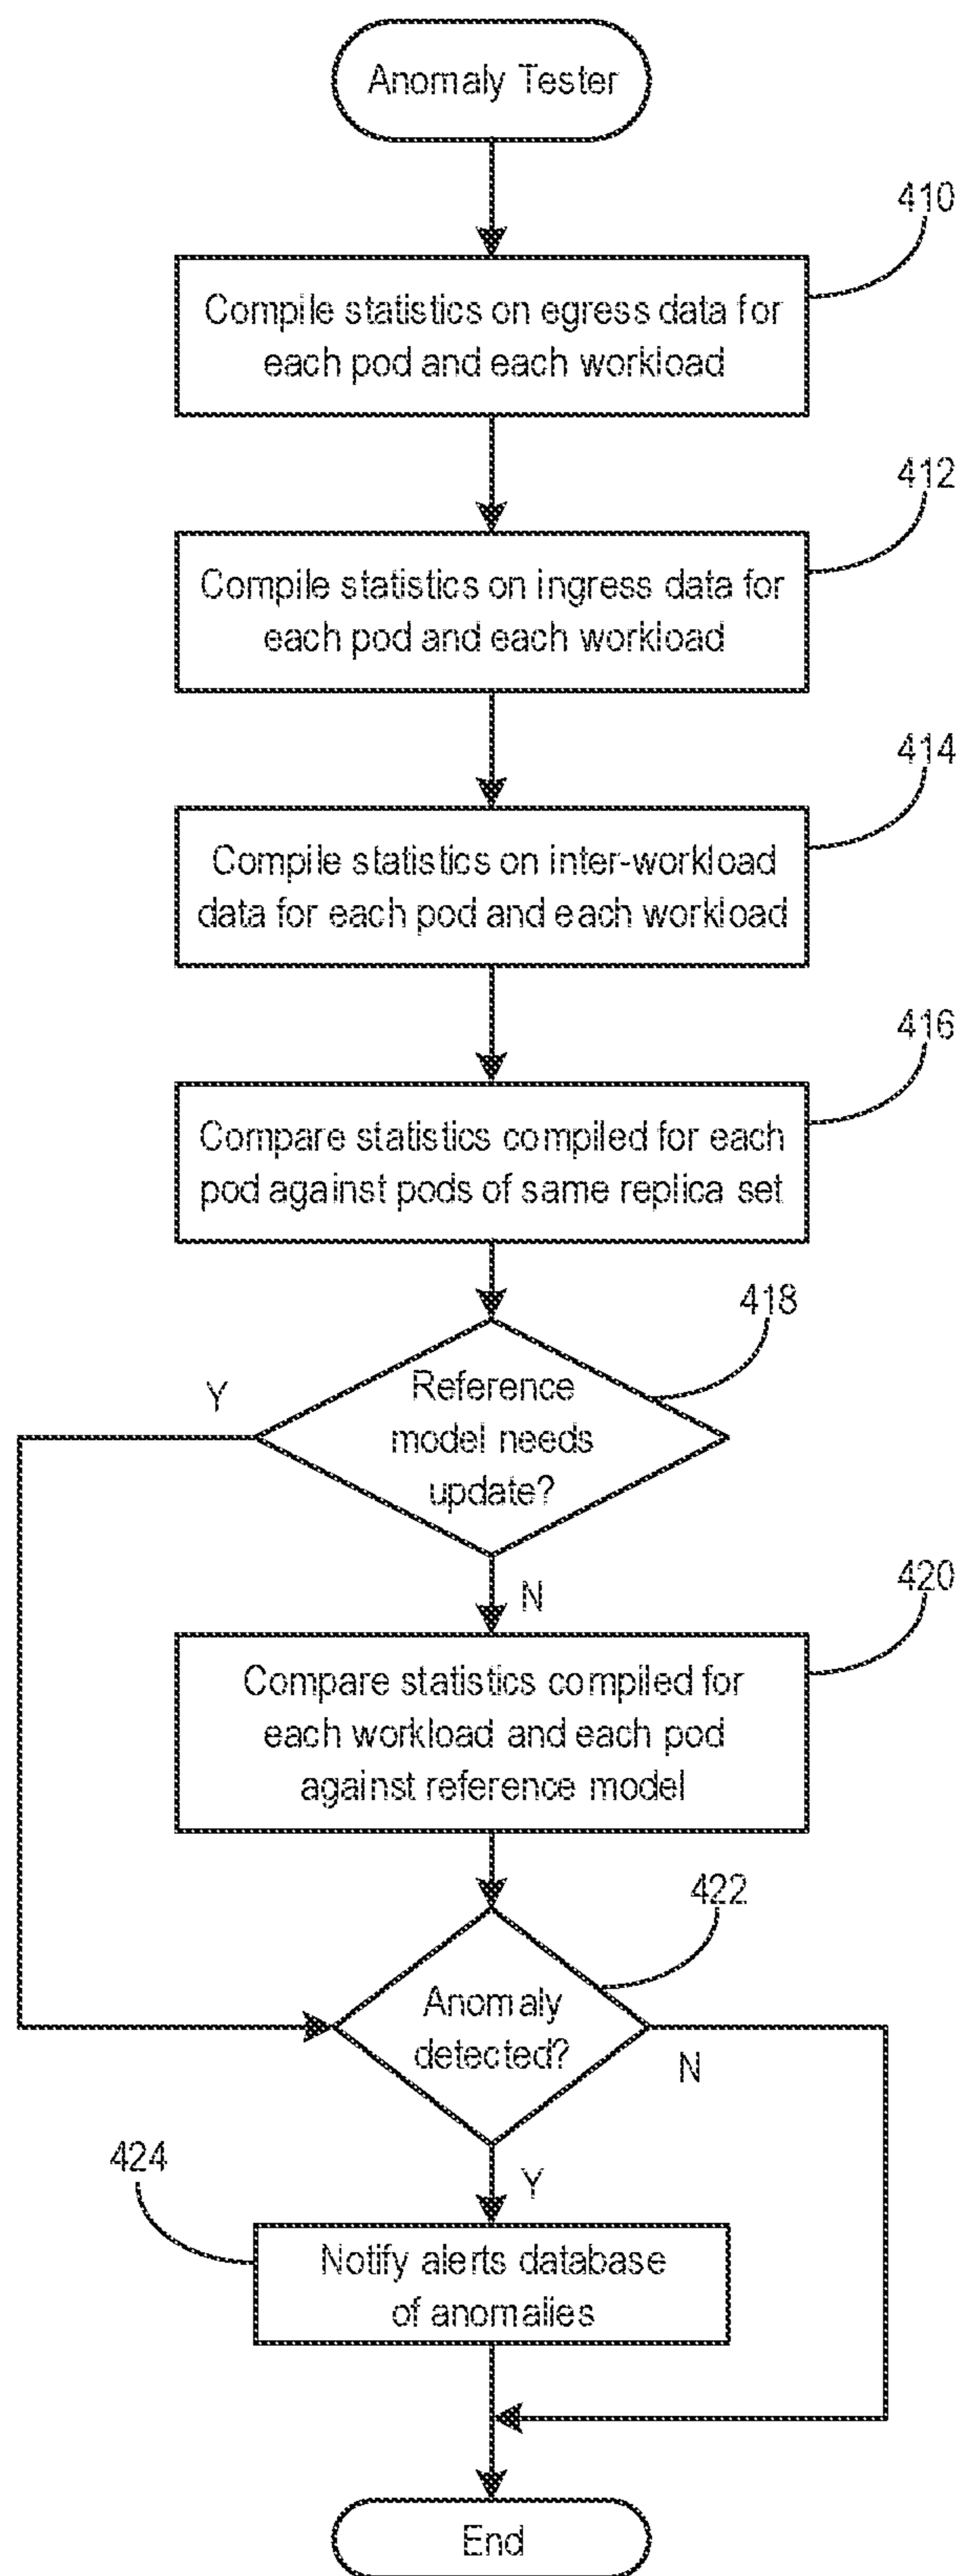 Anomaly Tester
410
Compile statistics on egress data for
each pod and each workload
412
Compile statistics on ingress data for
each pod and each workload
414
Compile statistics on inter-workload
data for each pod and each workload
416
Compare statistics compiled for each
pod against pods of same replica set
418
Y
Reference
model needs
update?
N
420
Compare statistics compiled for
each workload and each pod
against reference model
422
Anomaly
detected?
N
424
Y
Notify alerts database
of anomalies
End